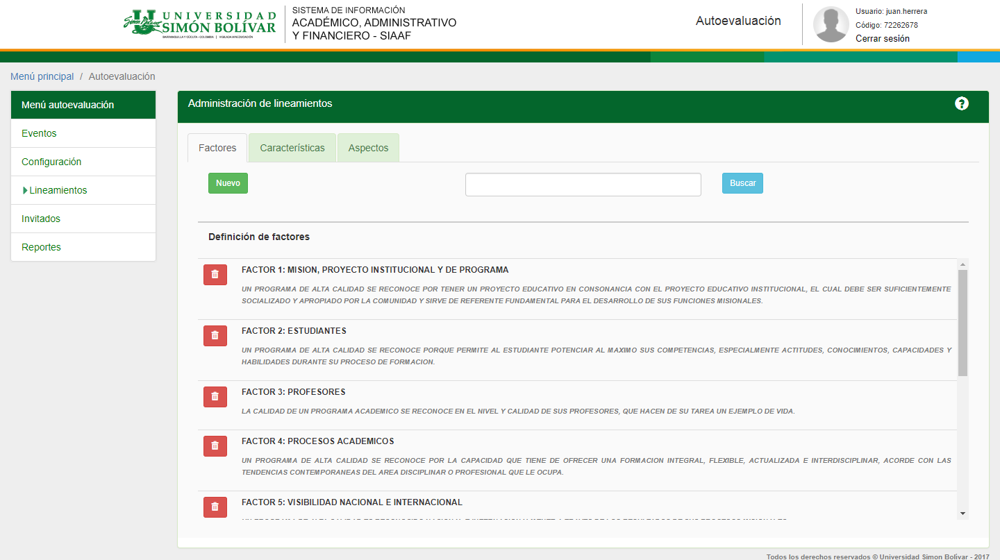 UNIVERSIDAD
SIMÓN BOLÍVAR
BARRANQUILLA Y CÚCUTA - COLOMBIA | VIGILADA MINEDUCACIÓN
SISTEMA DE INFORMACIÓN
ACADÉMICO, ADMINISTRATIVO
Y FINANCIERO - SIAAF
Autoevaluación
Usuario: juan.herrera
Código: 72262678
Cerrar sesión
Menú principal / Autoevaluación
Menú autoevaluación
Eventos
Configuración
Lineamientos
Invitados
Reportes
Administración de lineamientos
?
Factores Características Aspectos
Nuevo Buscar
Definición de factores
FACTOR 1: MISION, PROYECTO INSTITUCIONAL Y DE PROGRAMA
UN PROGRAMA DE ALTA CALIDAD SE RECONOCE POR TENER UN PROYECTO EDUCATIVO EN CONSONANCIA CON EL PROYECTO EDUCATIVO INSTITUCIONAL, EL CUAL DEBE SER SUFICIENTEMENTE
SOCIALIZADO Y APROPIADO POR LA COMUNIDAD Y SIRVE DE REFERENTE FUNDAMENTAL PARA EL DESARROLLO DE SUS FUNCIONES MISIONALES.
FACTOR 2: ESTUDIANTES
UN PROGRAMA DE ALTA CALIDAD SE RECONOCE PORQUE PERMITE AL ESTUDIANTE POTENCIAR AL MAXIMO SUS COMPETENCIAS, ESPECIALMENTE ACTITUDES, CONOCIMIENTOS, CAPACIDADES Y
HABILIDADES DURANTE SU PROCESO DE FORMACION.
FACTOR 3: PROFESORES
LA CALIDAD DE UN PROGRAMA ACADEMICO SE RECONOCE EN EL NIVEL Y CALIDAD DE SUS PROFESORES, QUE HACEN DE SU TAREA UN EJEMPLO DE VIDA.
FACTOR 4: PROCESOS ACADEMICOS
UN PROGRAMA DE ALTA CALIDAD SE RECONOCE POR LA CAPACIDAD QUE TIENE DE OFRECER UNA FORMACION INTEGRAL, FLEXIBLE, ACTUALIZADA E INTERDISCIPLINAR, ACORDE CON LAS
TENDENCIAS CONTEMPORANEAS DEL AREA DISCIPLINAR O PROFESIONAL QUE LE OCUPA.
FACTOR 5: VISIBILIDAD NACIONAL E INTERNACIONAL
Todos los derechos reservados © Universidad Simon Bolívar - 2017